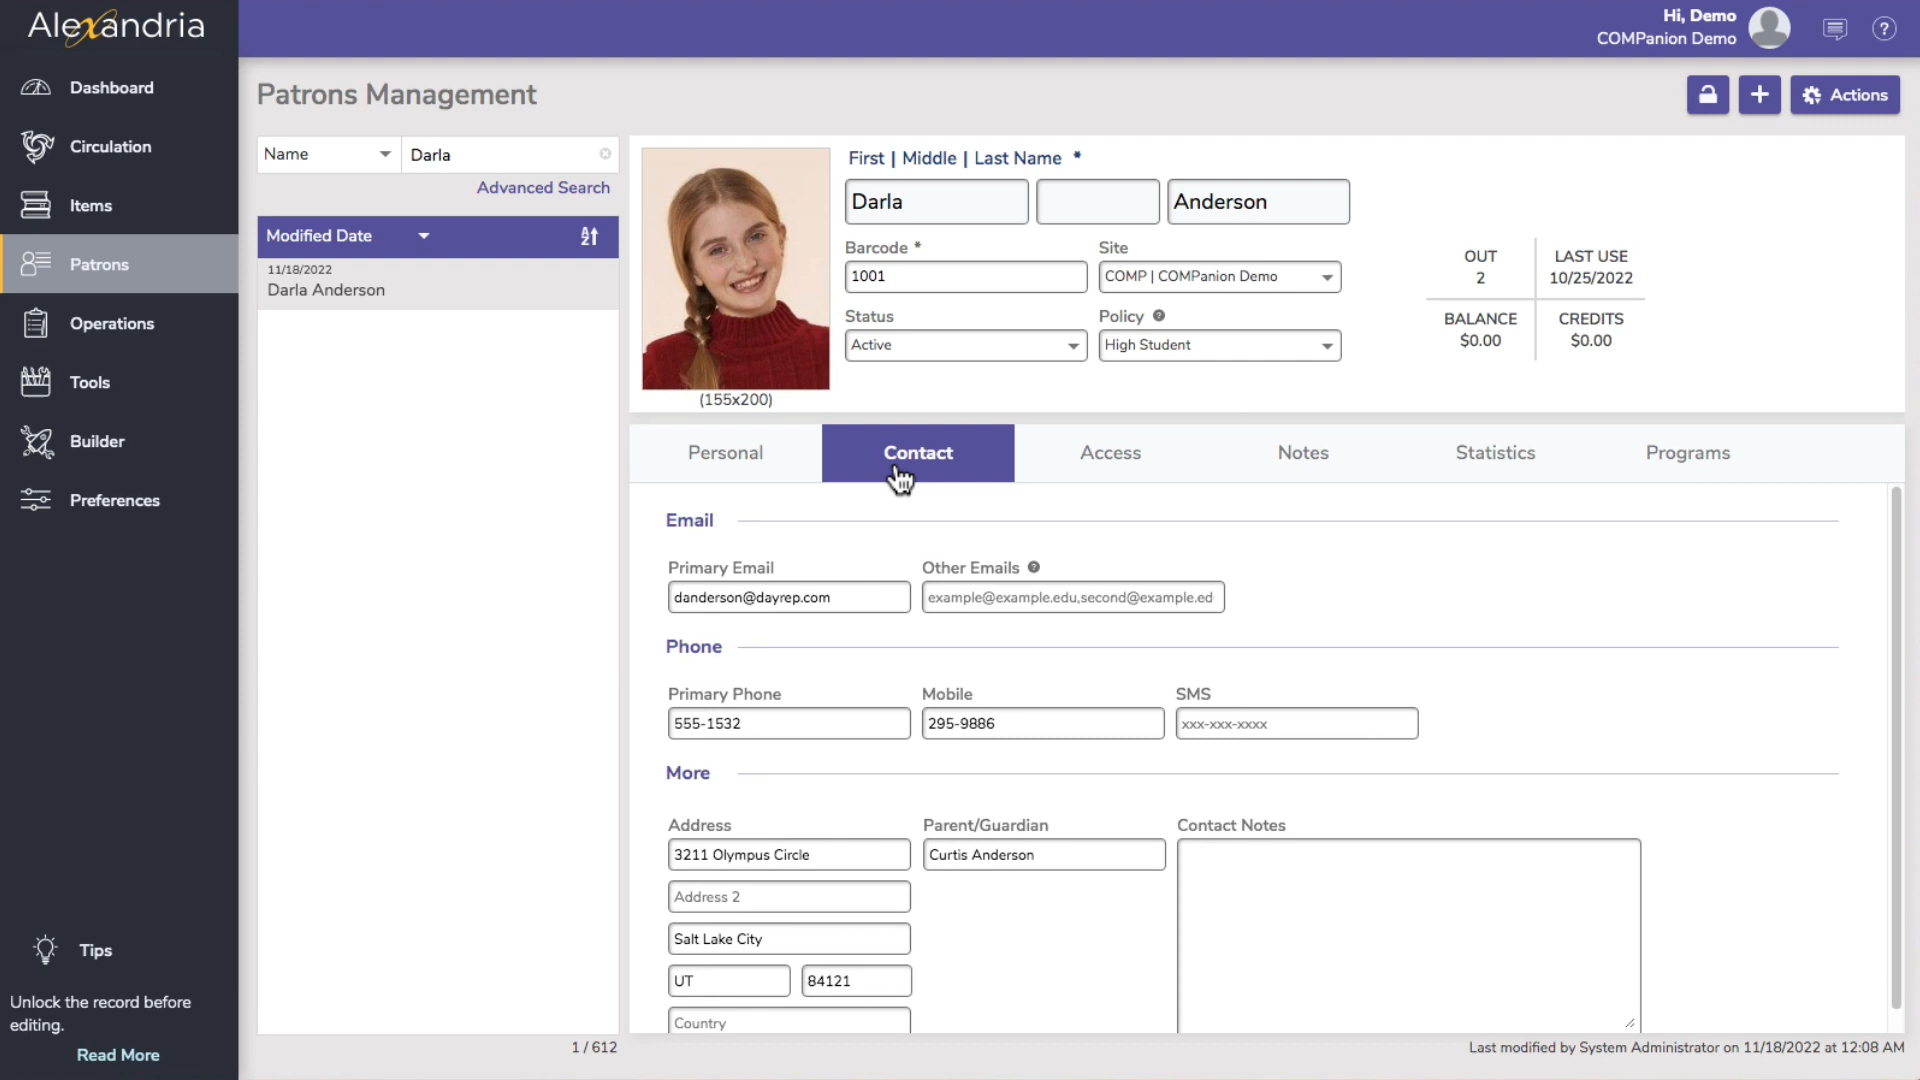 Alexandria
Hi, Demo
COMPanion Demo
?
Dashboard
Circulation
Items
Patrons
Operations
Tools
Builder
Preferences
Tips
Unlock the record before
editing.
Read More
Patrons Management
Actions
Name
Darla
Advanced Search
Modified Date
11/18/2022
Darla Anderson
1 / 612
(155x200)
First | Middle | Last Name *
Darla
Anderson
Barcode *
Site
1001
COMP | COMPanion Demo
Status
Policy ?
Active
High Student
OUT
2
LAST USE
10/25/2022
BALANCE
$0.00
CREDITS
$0.00
Personal
Contact
Access
Notes
Statistics
Programs
Email
Primary Email
Other Emails ?
danderson@dayrep.com
example@example.edu,second@example.ed
Phone
Primary Phone
Mobile
SMS
555-1532
295-9886
xxx-xxx-xxxx
More
Address
Parent/Guardian
Contact Notes
3211 Olympus Circle
Curtis Anderson
Address 2
Salt Lake City
UT
84121
Country
Last modified by System Administrator on 11/18/2022 at 12:08 AM